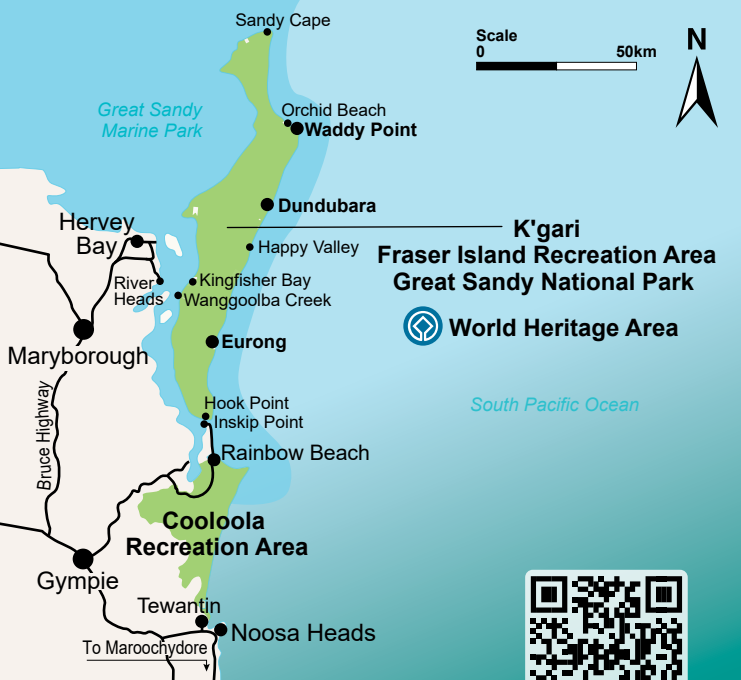 Sandy Cape
Scale
0 50km
N
Great Sandy
Marine Park
Orchid Beach
Waddy Point
Dundubara
K'gari
Fraser Island Recreation Area
Great Sandy National Park
World Heritage Area
Hervey
Bay
Happy Valley
River
Heads
Kingfisher Bay
Wanggoolba Creek
Maryborough
Eurong
South Pacific Ocean
Bruce Highway
Hook Point
Inskip Point
Rainbow Beach
Cooloola
Recreation Area
Gympie
Tewantin
Noosa Heads
To Maroochydore